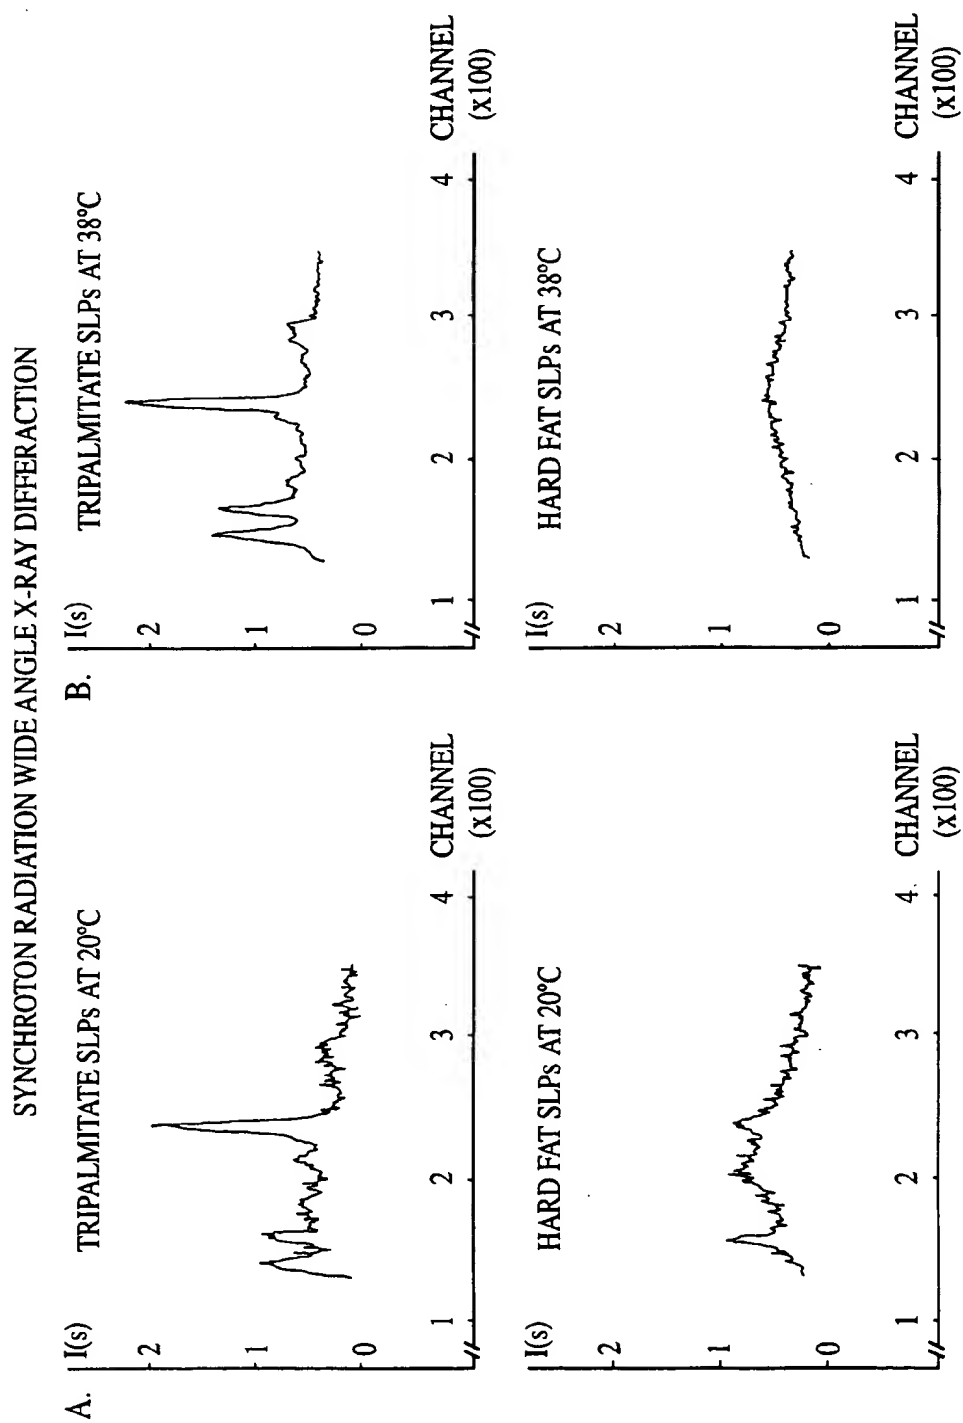 SYNCHROTON RADIATION WIDE ANGLE X-RAY DIFFERACTION
A.
I(s)
TRIPALMITATE SLPs AT 20°C
2
1
0
1
2
3
4
CHANNEL
(x100)
I(s)
HARD FAT SLPs AT 20°C
2
1
0
1
2
3
4
CHANNEL
(x100)
B.
I(s)
TRIPALMITATE SLPs AT 38°C
2
1
0
1
2
3
4
CHANNEL
(x100)
I(s)
HARD FAT SLPs AT 38°C
2
1
0
1
2
3
4
CHANNEL
(x100)